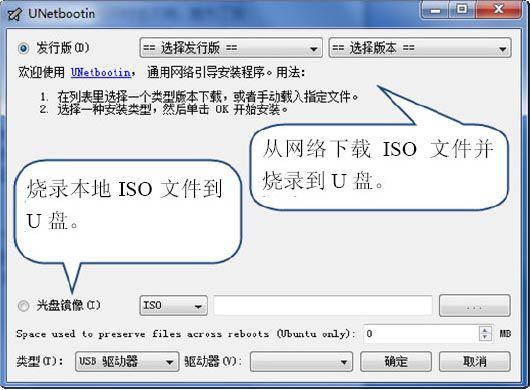 UNetbootin
发行版(D)
== 选择发行版 ==
== 选择版本 ==
欢迎使用 UNetbootin, 通用网络引导安装程序。用法:
1. 在列表里选择一个类型版本下载, 或者手动载入指定文件。
2. 选择一种安装类型, 然后单击 OK 开始安装。
从网络下载 ISO 文件并
烧录到 U 盘。
烧录本地 ISO 文件到
U 盘。
光盘镜像(I)
ISO
...
Space used to preserve files across reboots (Ubuntu only):
0
MB
类型(T):
USB 驱动器
驱动器(V):
确定
取消